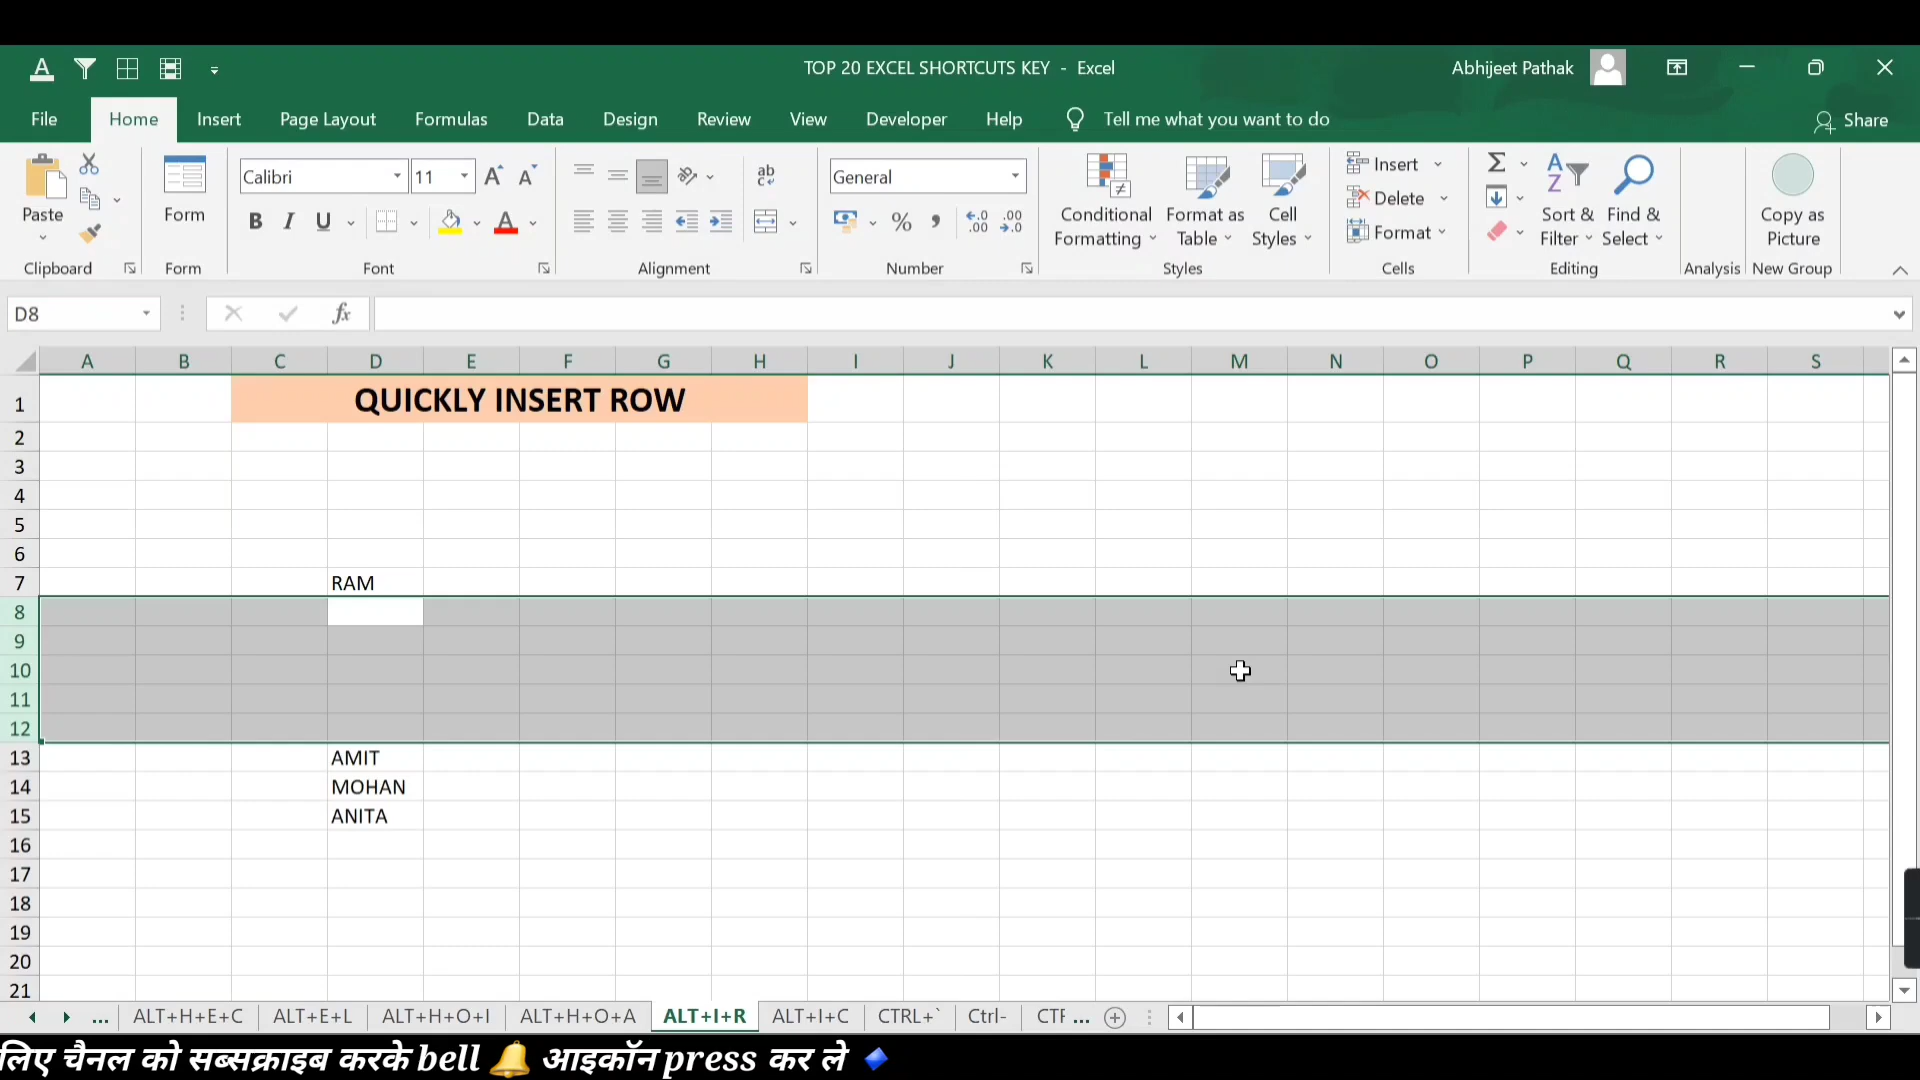 TOP 20 EXCEL SHORTCUTS KEY - Excel
Abhijeet Pathak
File Home Insert Page Layout Formulas Data Design Review View Developer Help Tell me what you want to do Share
Paste
Form
Calibri 11
General
Conditional Formatting
Format as Table
Cell Styles
Insert
Delete
Format
Sort & Filter
Find & Select
Copy as Picture
Clipboard Form Font Alignment Number Styles Cells Editing Analysis New Group
D8 fx
A B C D E F G H I J K L M N O P Q R S
1 QUICKLY INSERT ROW
2
3
4
5
6
7 RAM
8
9
10
11
12
13 AMIT
14 MOHAN
15 ANITA
16
17
18
19
20
21
... ALT+H+E+C ALT+E+L ALT+H+O+I ALT+H+O+A ALT+I+R ALT+I+C CTRL+` Ctrl- ...
लिए चैनल को सब्सक्राइब करके bell 🔔 आइकॉन press कर ले 🔹